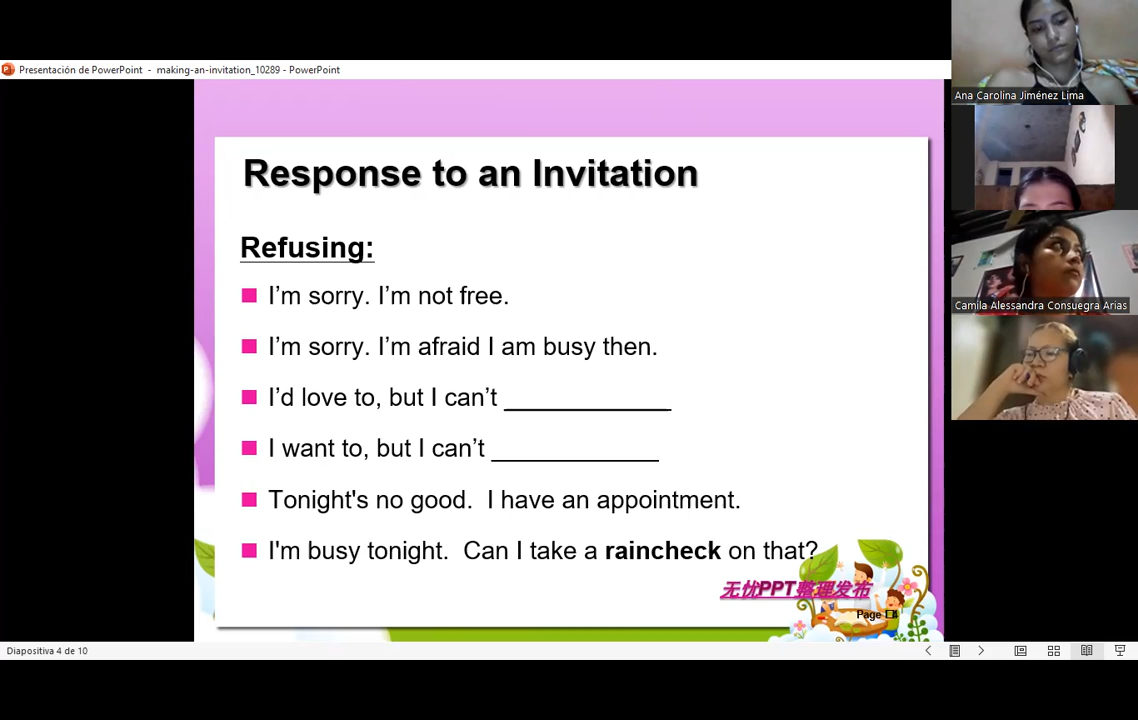 Presentación de PowerPoint - making-an-invitation_10289 - PowerPoint
Ana Carolina Jiménez Lima
Response to an Invitation
Refusing:
I'm sorry. I'm not free.
I'm sorry. I'm afraid I am busy then.
Camila Alessandra Consuegra Arias
I'd love to, but I can't ____________
I want to, but I can't ____________
Tonight's no good. I have an appointment.
I'm busy tonight. Can I take a raincheck on that?
无忧PPT整理发布
Page
Diapositiva 4 de 10